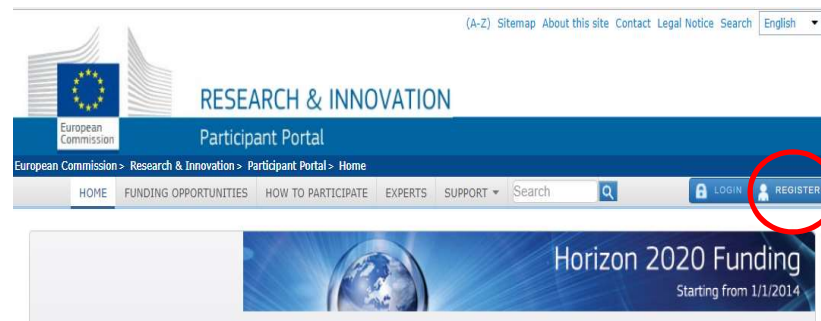 (A-Z) Sitemap About this site Contact Legal Notice Search English
RESEARCH & INNOVATION
European Commission
Participant Portal
European Commission > Research & Innovation > Participant Portal > Home
HOME FUNDING OPPORTUNITIES HOW TO PARTICIPATE EXPERTS SUPPORT Search LOGIN REGISTER
Horizon 2020 Funding
Starting from 1/1/2014